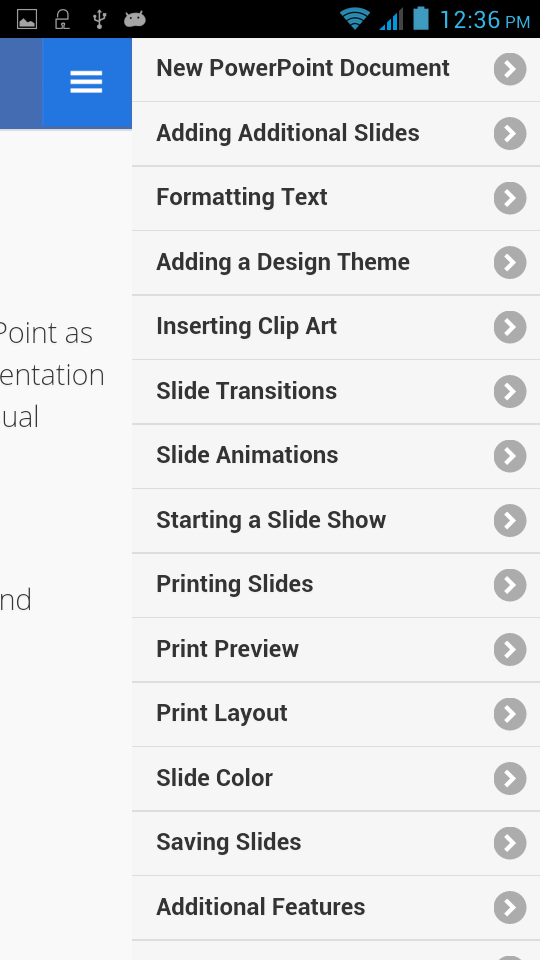 12:36 PM
New PowerPoint Document
Adding Additional Slides
Formatting Text
Adding a Design Theme
Inserting Clip Art
Slide Transitions
Slide Animations
Starting a Slide Show
Printing Slides
Print Preview
Print Layout
Slide Color
Saving Slides
Additional Features
Point as
entation
ual
nd